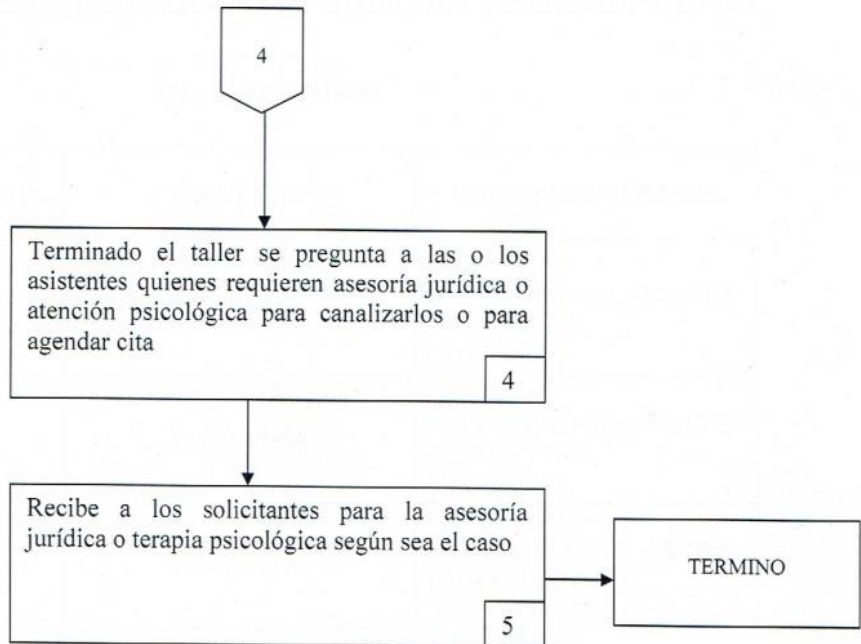 4
Terminado el taller se pregunta a las o los
asistentes quienes requieren asesoría jurídica o
atención psicológica para canalizarlos o para
agendar cita
4
Recibe a los solicitantes para la asesoría
jurídica o terapia psicológica según sea el caso
5
TERMINO